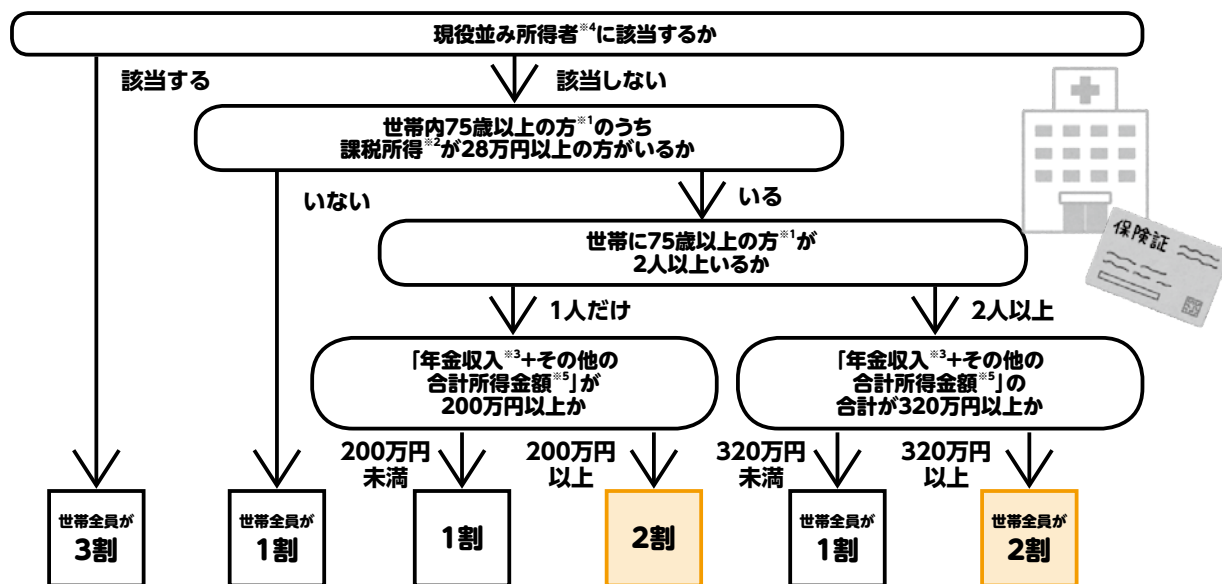 現役並み所得者※4に該当するか
該当する
該当しない
世帯内75歳以上の方※1のうち
課税所得※2が28万円以上の方がいるか
いない
いる
世帯に75歳以上の方※1が
2人以上いるか
保険証
1人だけ
2人以上
「年金収入※3+その他の
合計所得金額※5」が
200万円以上か
「年金収入※3+その他の
合計所得金額※5」の
合計が320万円以上か
200万円
未満
200万円
以上
320万円
未満
320万円
以上
世帯全員が
3割
世帯全員が
1割
1割
2割
世帯全員が
1割
世帯全員が
2割